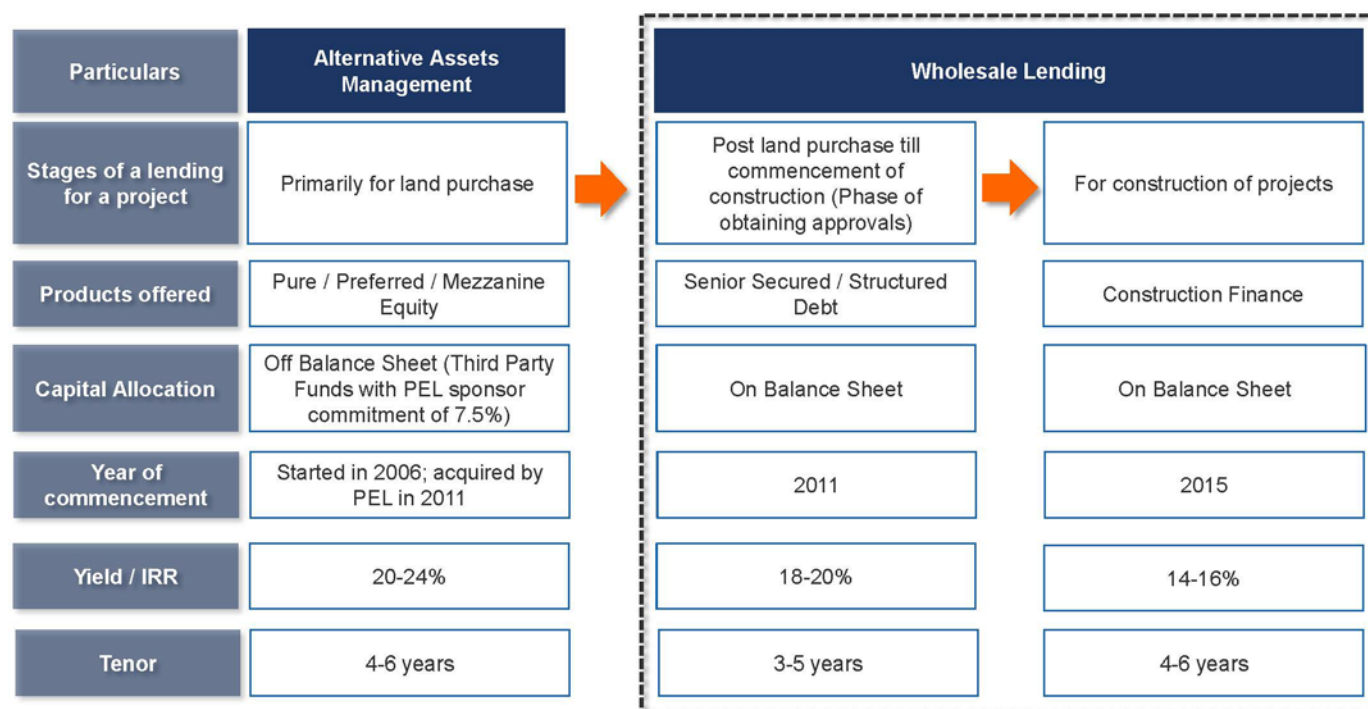 Particulars
Alternative Assets
Management
Wholesale Lending
Stages of a lending
for a project
Primarily for land purchase
Post land purchase till
commencement of
construction (Phase of
obtaining approvals)
For construction of projects
Products offered
Pure / Preferred / Mezzanine
Equity
Senior Secured / Structured
Debt
Construction Finance
Capital Allocation
Off Balance Sheet (Third Party
Funds with PEL sponsor
commitment of 7.5%)
On Balance Sheet
On Balance Sheet
Year of
commencement
Started in 2006; acquired by
PEL in 2011
2011
2015
Yield / IRR
20-24%
18-20%
14-16%
Tenor
4-6 years
3-5 years
4-6 years